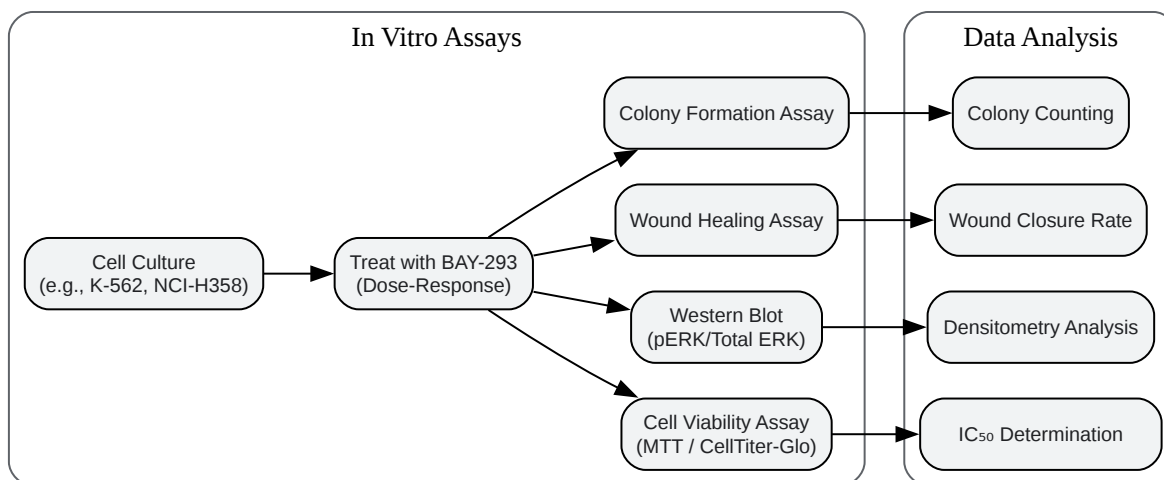 In Vitro Assays
Data Analysis
Colony Formation Assay
Colony Counting
Wound Healing Assay
Wound Closure Rate
Cell Culture
(e.g., K-562, NCI-H358)
Treat with BAY-293
(Dose-Response)
Western Blot
(pERK/Total ERK)
Densitometry Analysis
Cell Viability Assay
(MTT / CellTiter-Glo)
IC₅₀ Determination